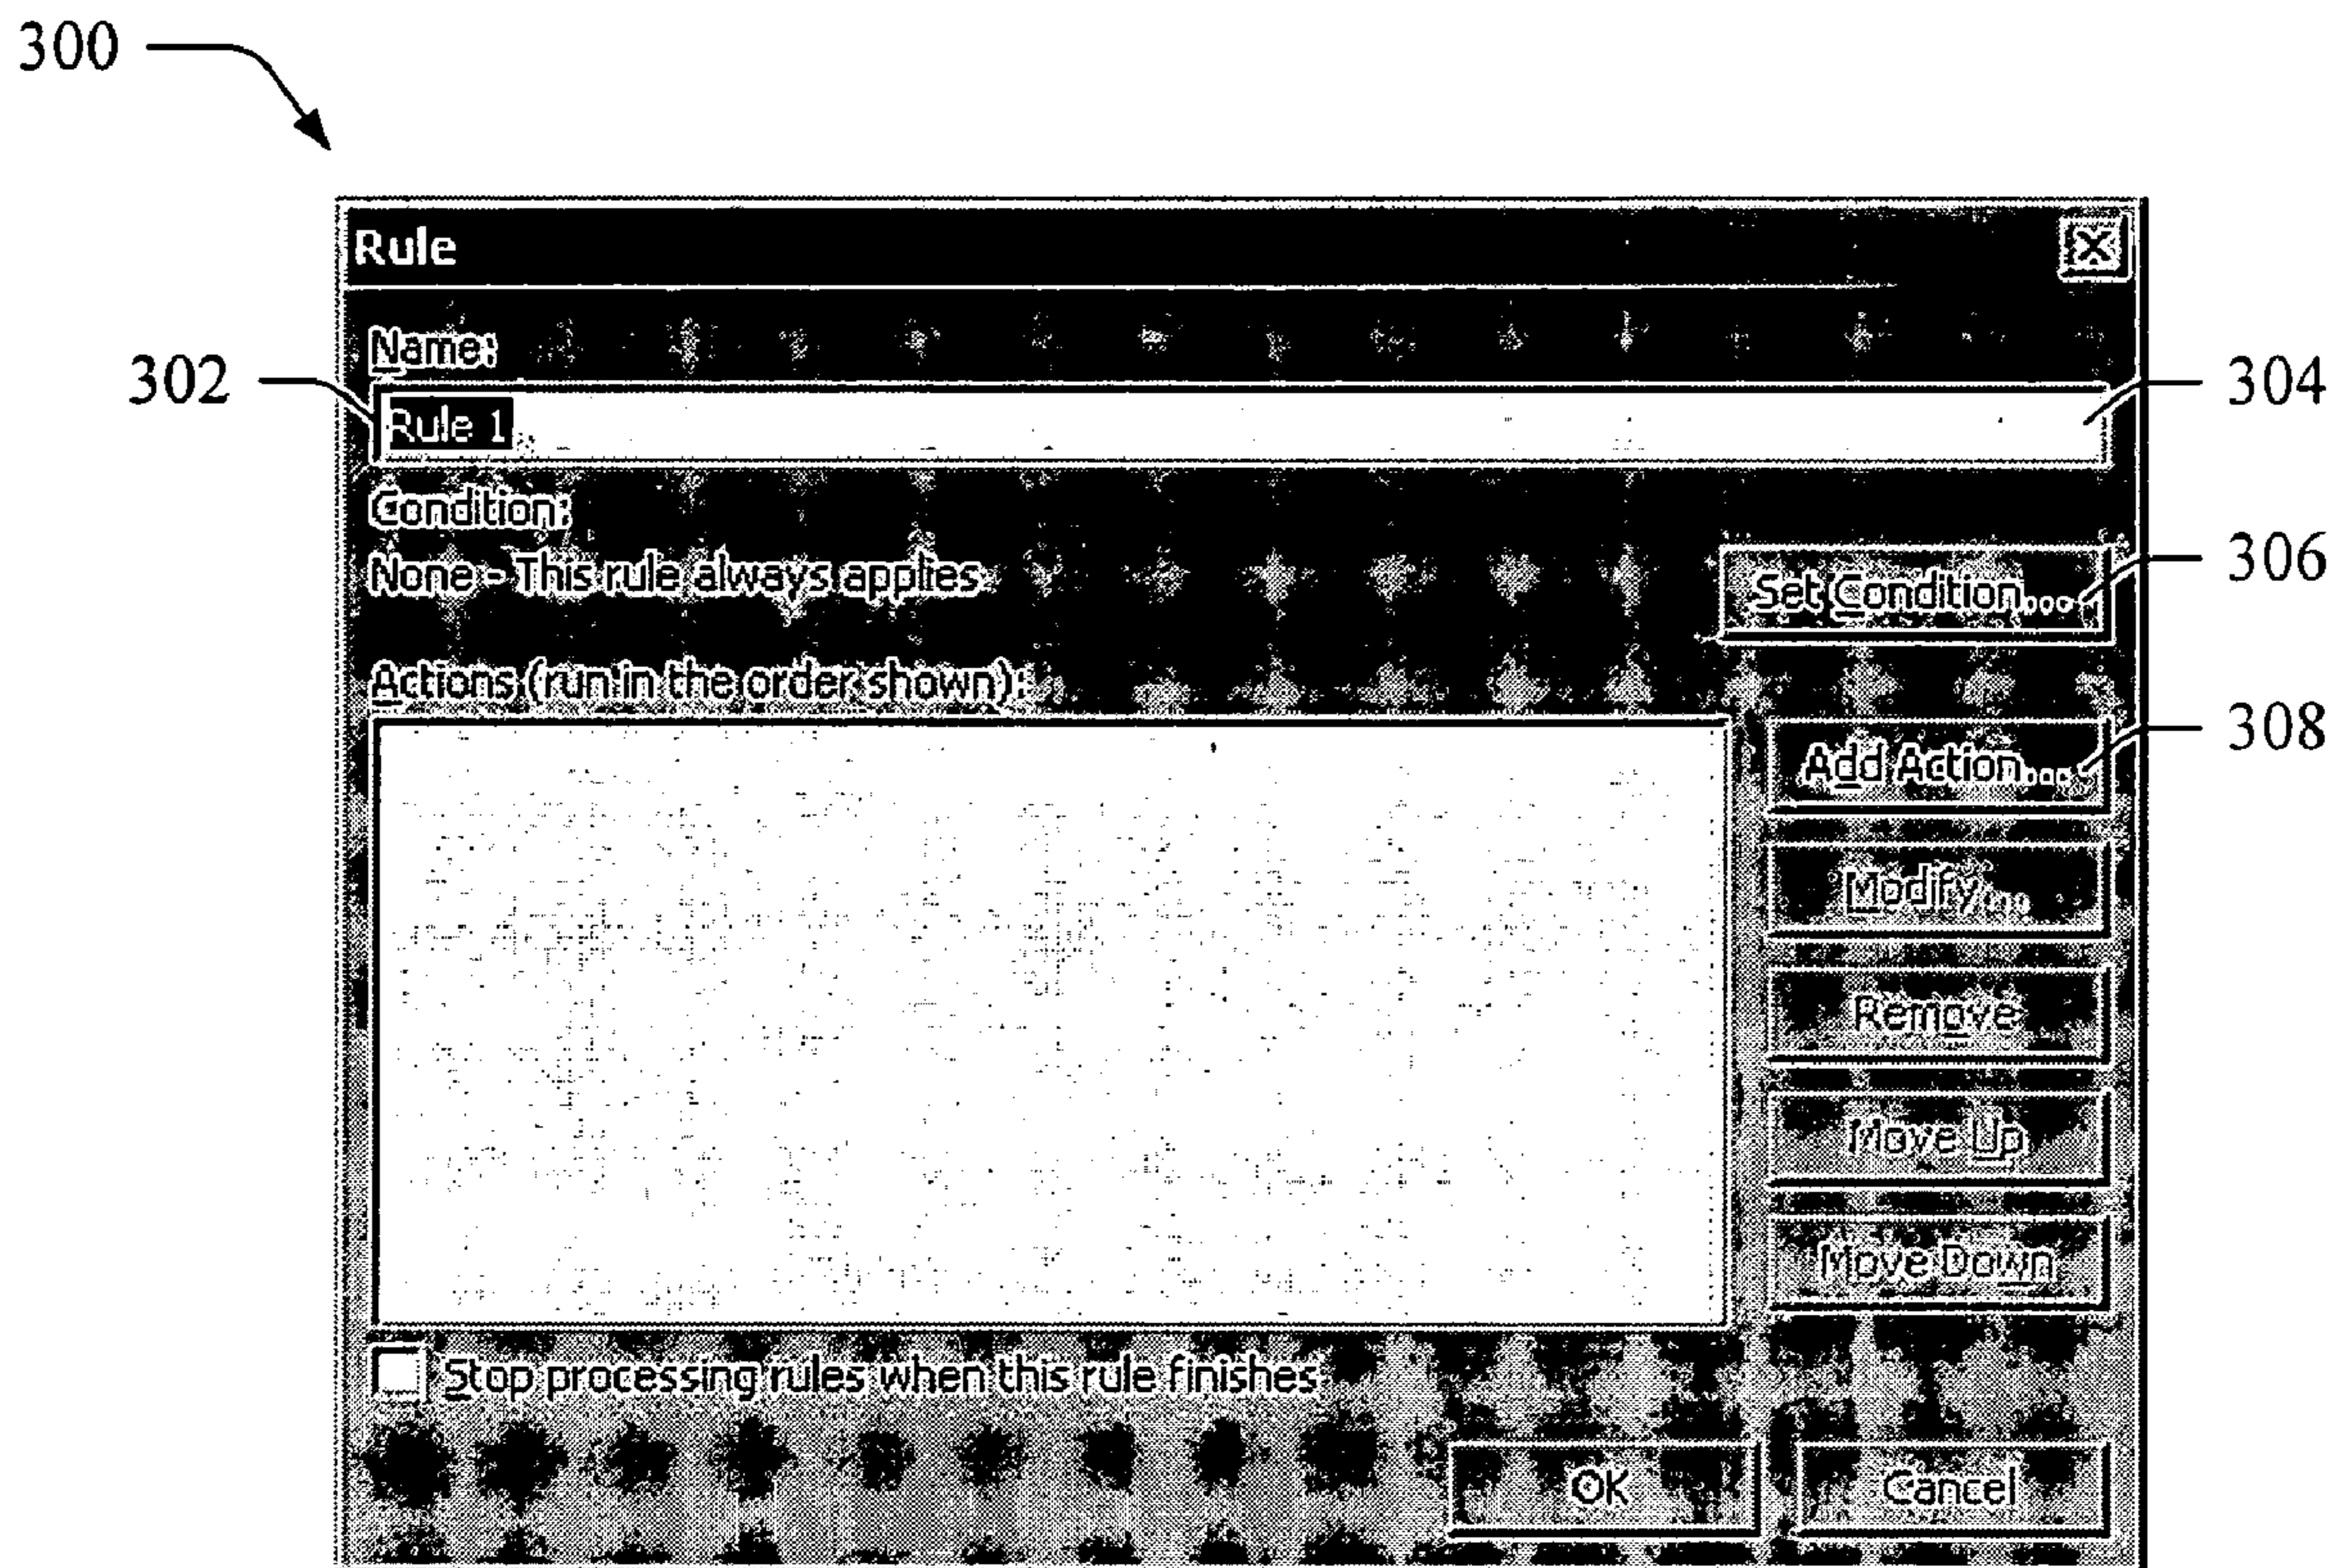 300
Rule
Name:
302
304
Rule 1
Condition:
306
None - This rule always applies
Set Condition...
Actions (run in the order shown):
308
Add Action...
Modify...
Remove
Move Up
Move Down
Stop processing rules when this rule finishes
OK
Cancel